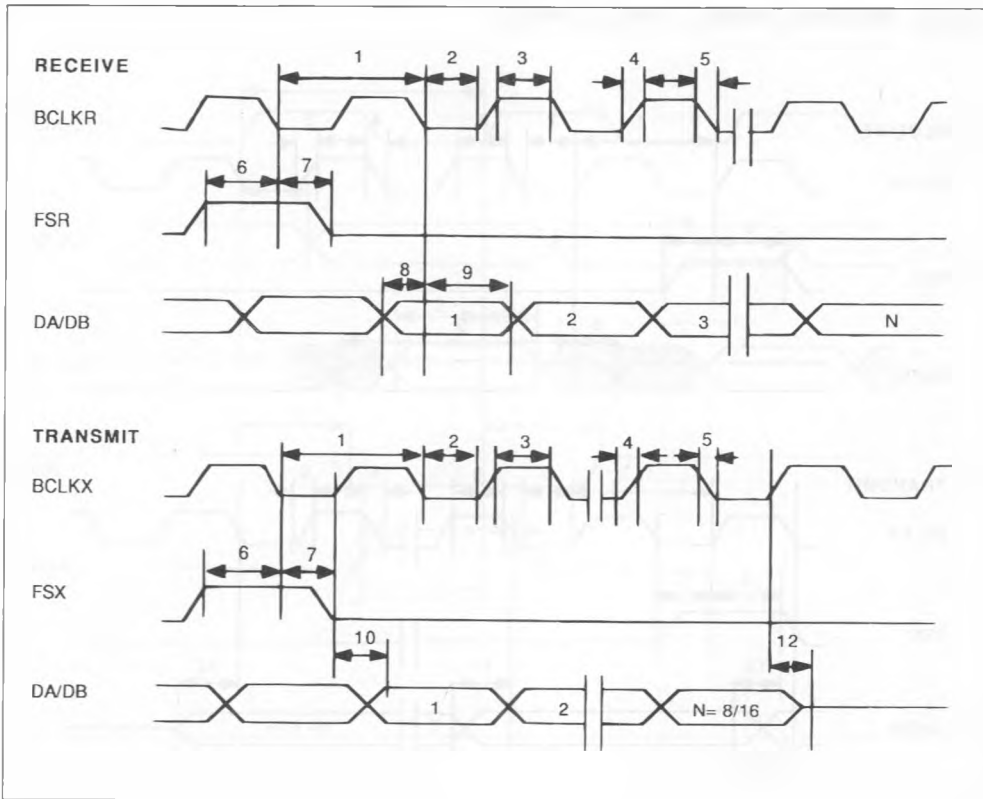 1 2 3 4 5
RECEIVE
BCLKR
6 7
FSR
8 9
DA/DB 1 2 3 N
TRANSMIT
1 2 3 4 5
BCLKX
6 7
FSX
10 12
DA/DB 1 2 N= 8/16